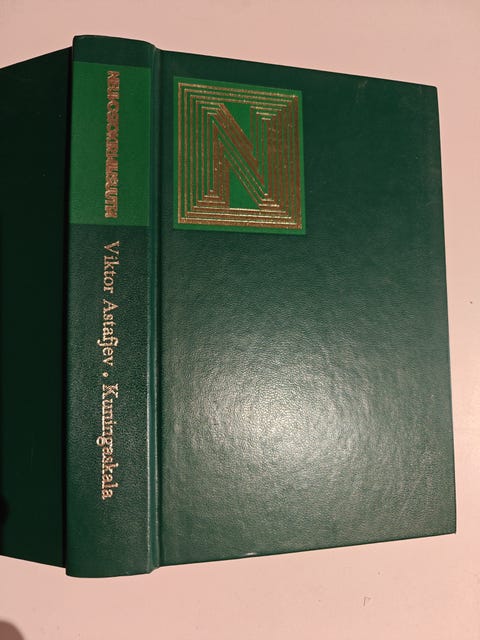 Viktor Astafjev . Kuningaskala
N